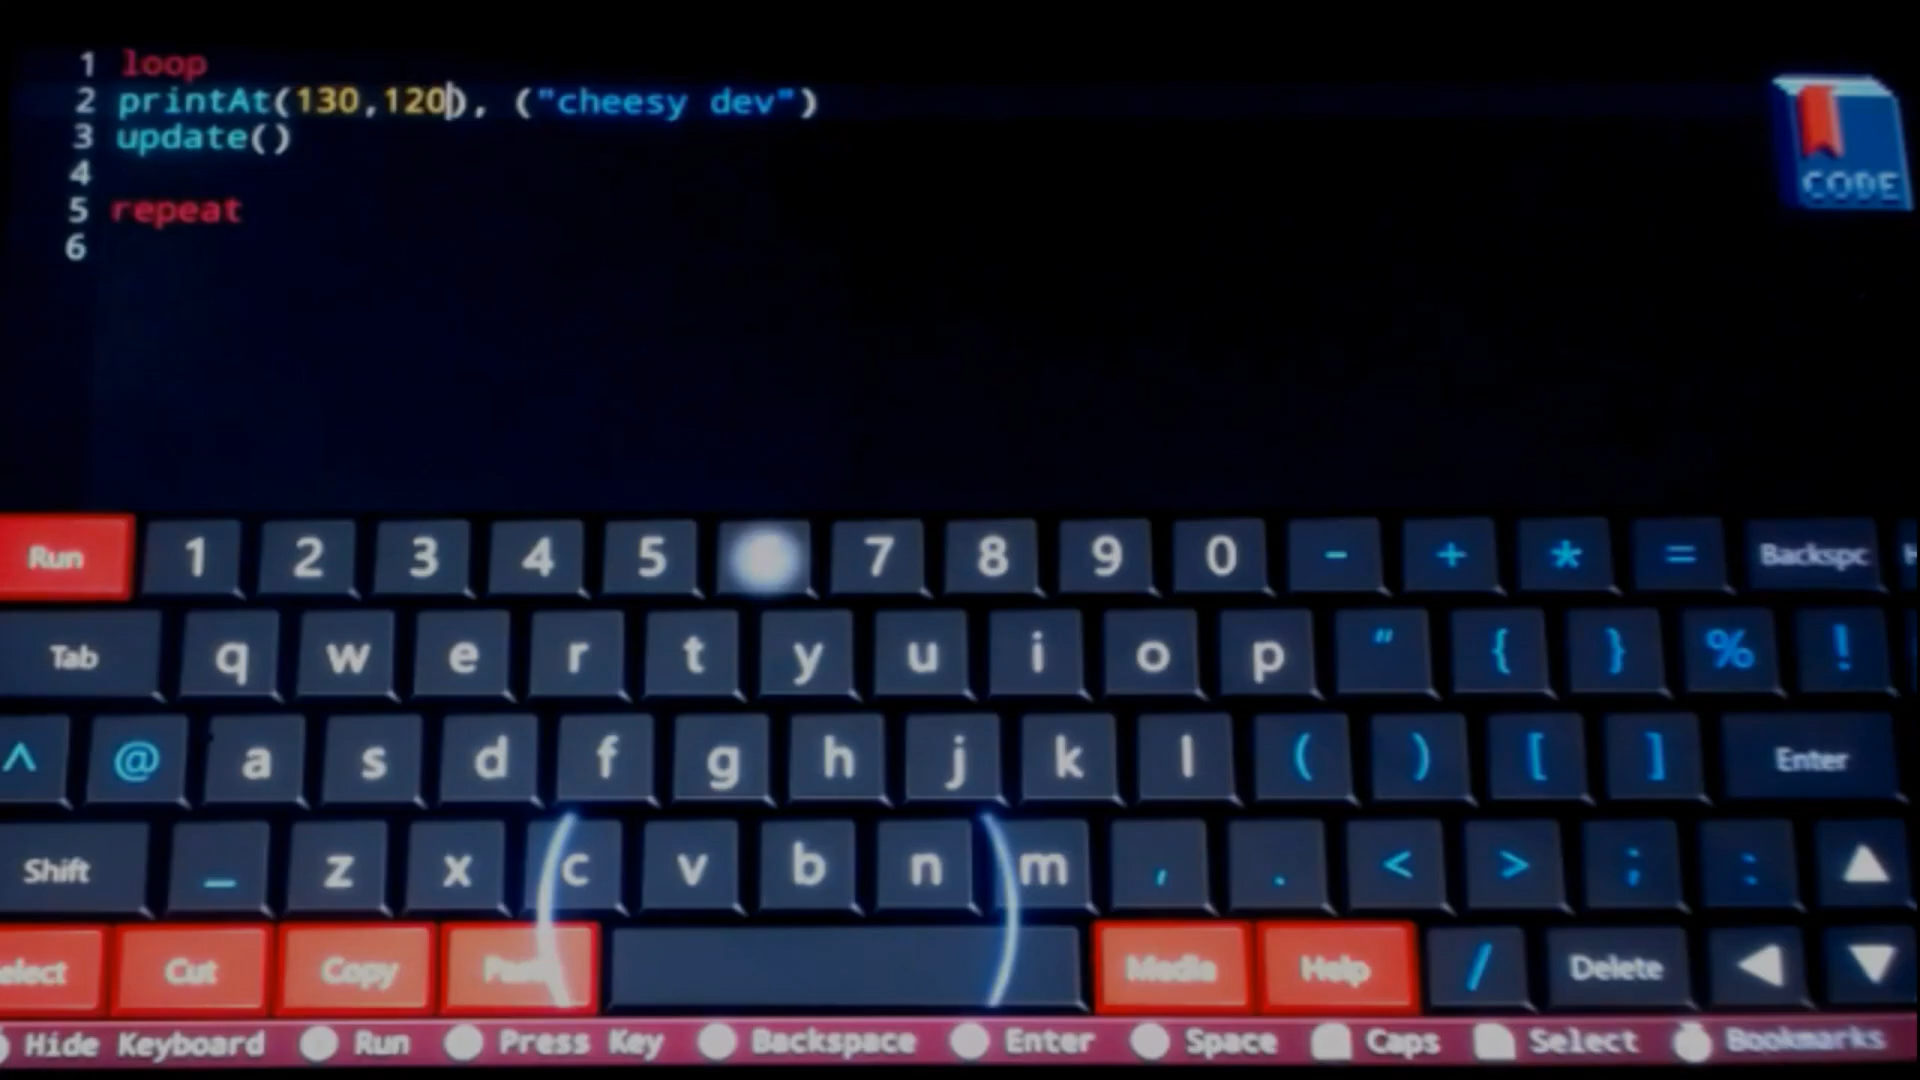 1 loop
2 printAt(130,120), ("cheesy dev")
3 update()
4
5 repeat
6
CODE
Run 1 2 3 4 5 7 8 9 0 - + * = Backspc
Tab q w e r t y u i o p " { } % !
^ @ a s d f g h j k l ( ) [ ] Enter
Shift _ z x c v b n m , . < > ; :
Cut Copy Media Help / Delete
Hide Keyboard Run Press Key Backspace Enter Space Caps Select Bookmarks